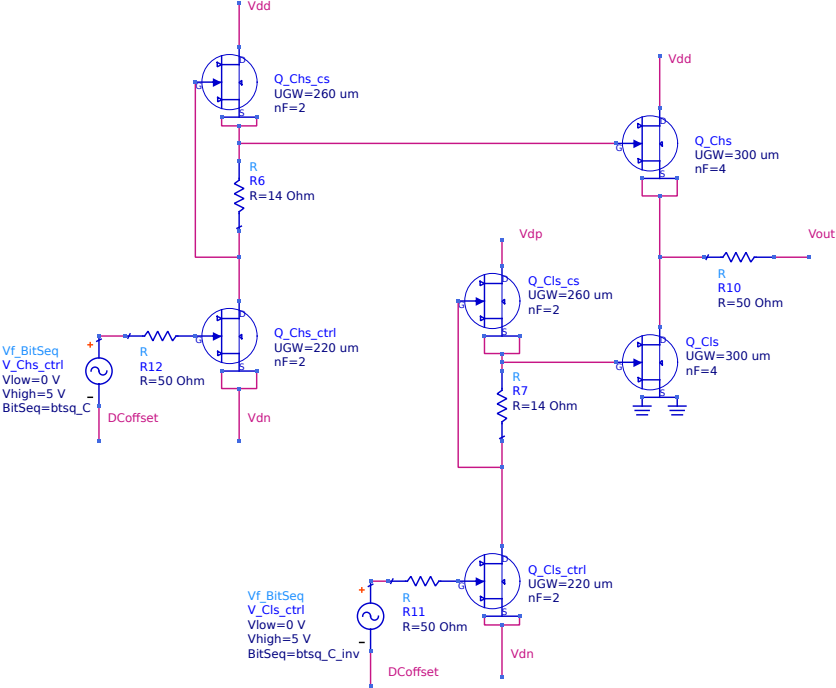 Vdd
D
G
S
Q_Chs_cs
UGW=260 um
nF=2
Vdd
D
G
S
Q_Chs
UGW=300 um
nF=4
R
R6
R=14 Ohm
Vdp
Vout
D
G
S
Q_Cls_cs
UGW=260 um
nF=2
R
R10
R=50 Ohm
D
G
S
Q_Chs_ctrl
UGW=220 um
nF=2
R
R12
R=50 Ohm
Vf_BitSeq
V_Chs_ctrl
Vlow=0 V
Vhigh=5 V
BitSeq=btsq_C
+
−
DCoffset
Vdn
D
G
S
Q_Cls
UGW=300 um
nF=4
R
R7
R=14 Ohm
D
G
S
Q_Cls_ctrl
UGW=220 um
nF=2
R
R11
R=50 Ohm
Vf_BitSeq
V_Cls_ctrl
Vlow=0 V
Vhigh=5 V
BitSeq=btsq_C_inv
+
−
DCoffset
Vdn